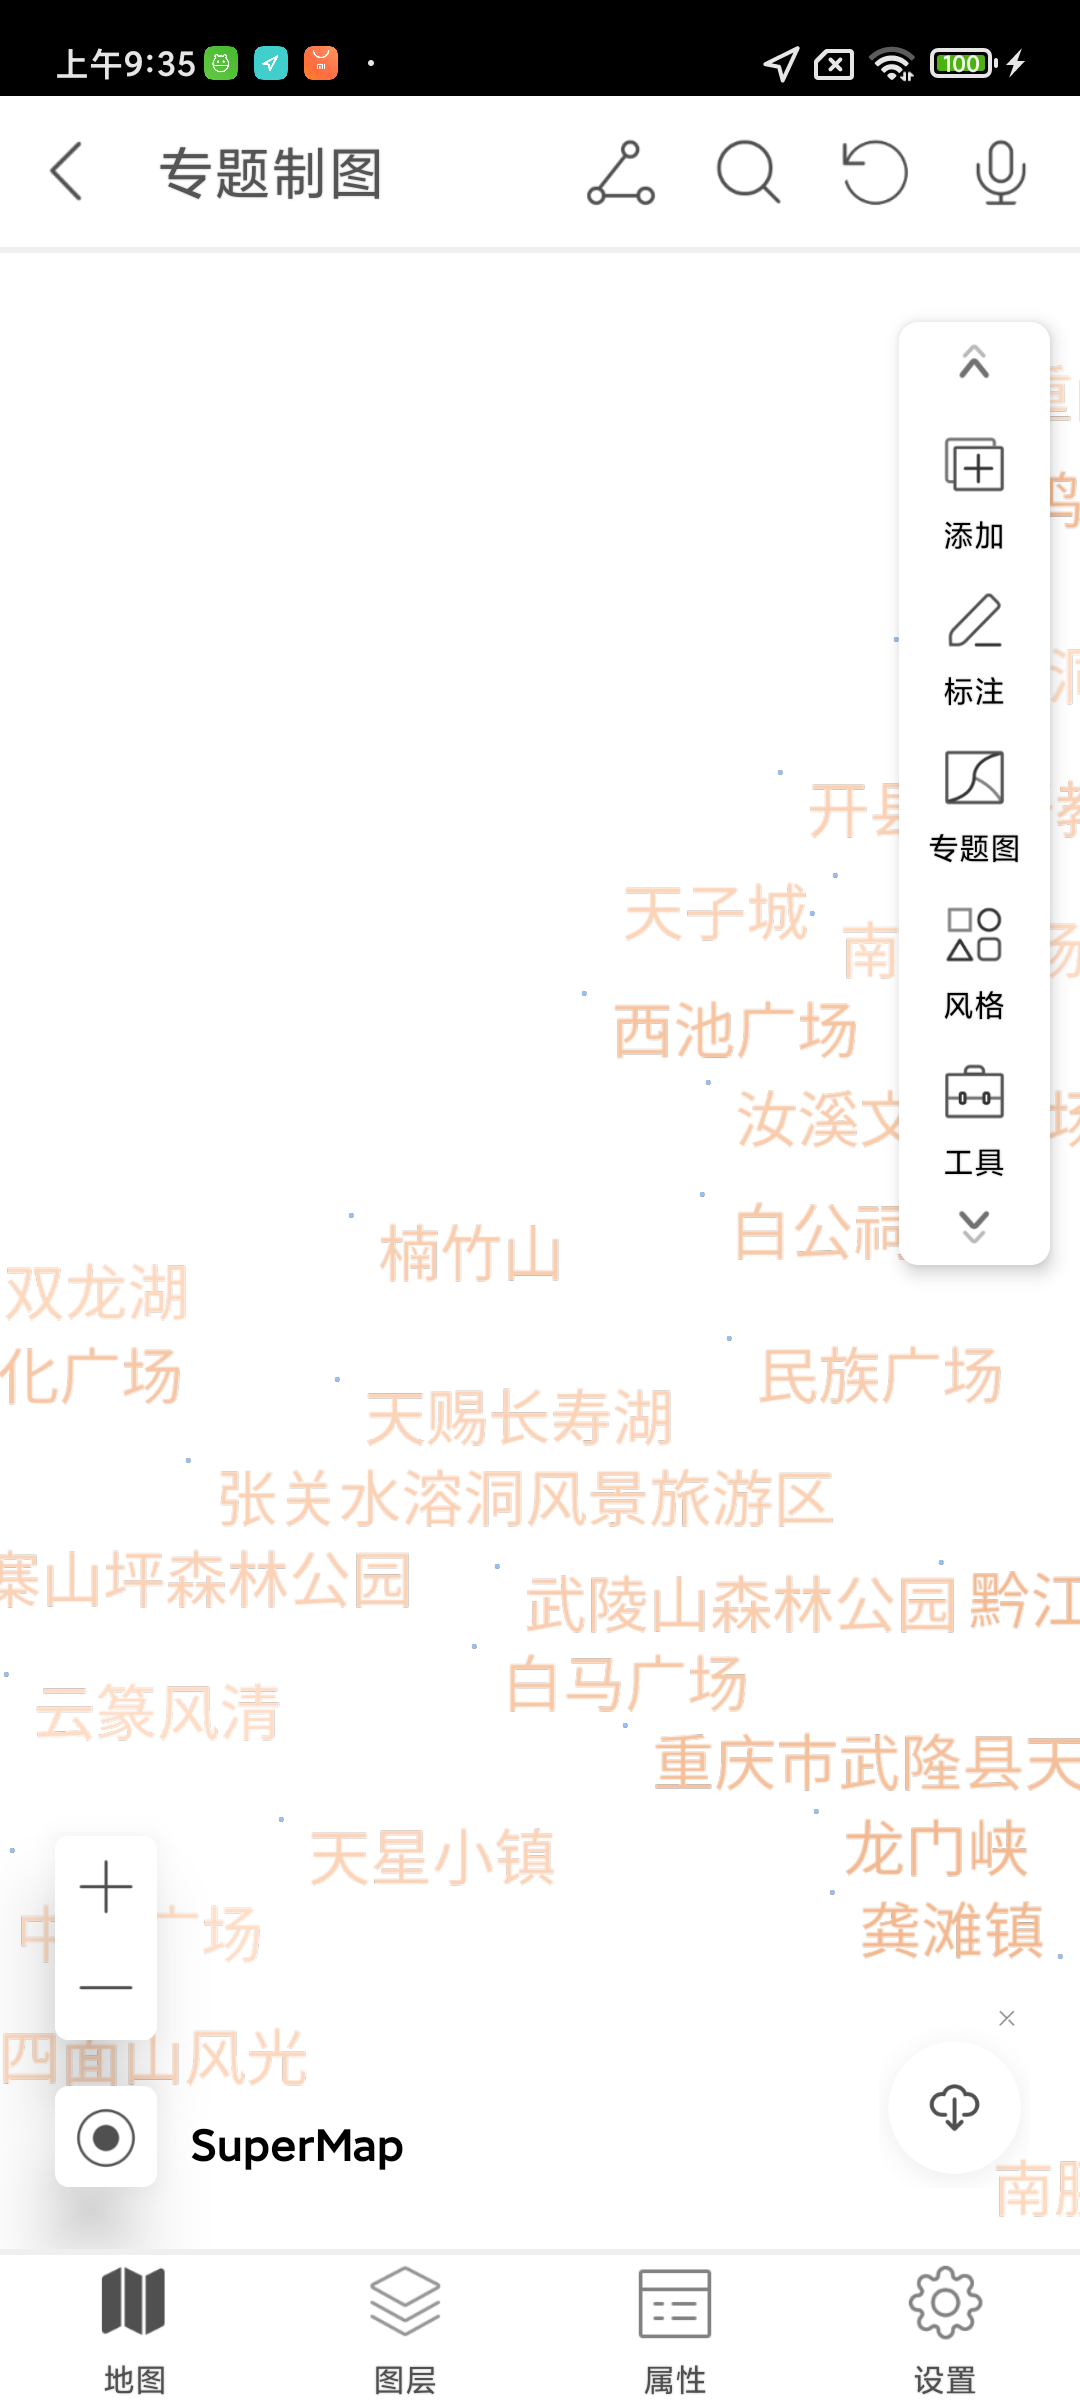 上午9:35
100
专题制图
添加
标注
专题图
开县
天子城
南
风格
西池广场
汝溪文
工具
白公祠
楠竹山
双龙湖
化广场
民族广场
天赐长寿湖
张关水溶洞风景旅游区
寨山坪森林公园
武陵山森林公园
黔江
白马广场
云篆风清
重庆市武隆县天
龙门峡
天星小镇
龚滩镇
广场
四面山风光
SuperMap
南
地图
图层
属性
设置